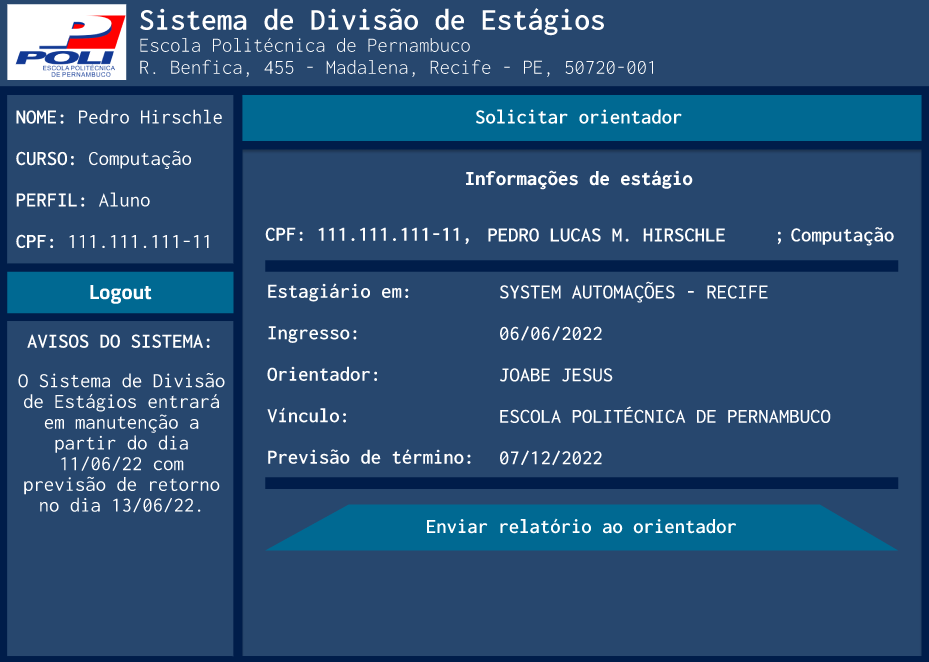 POLI
ESCOLA POLITÉCNICA
DE PERNAMBUCO
Sistema de Divisão de Estágios
Escola Politécnica de Pernambuco
R. Benfica, 455 - Madalena, Recife - PE, 50720-001
NOME: Pedro Hirschle
CURSO: Computação
PERFIL: Aluno
CPF: 111.111.111-11
Logout
AVISOS DO SISTEMA:
O Sistema de Divisão
de Estágios entrará
em manutenção a
partir do dia
11/06/22 com
previsão de retorno
no dia 13/06/22.
Solicitar orientador
Informações de estágio
CPF: 111.111.111-11, PEDRO LUCAS M. HIRSCHLE ; Computação
Estagiário em: SYSTEM AUTOMAÇÕES - RECIFE
Ingresso: 06/06/2022
Orientador: JOABE JESUS
Vínculo: ESCOLA POLITÉCNICA DE PERNAMBUCO
Previsão de término: 07/12/2022
Enviar relatório ao orientador